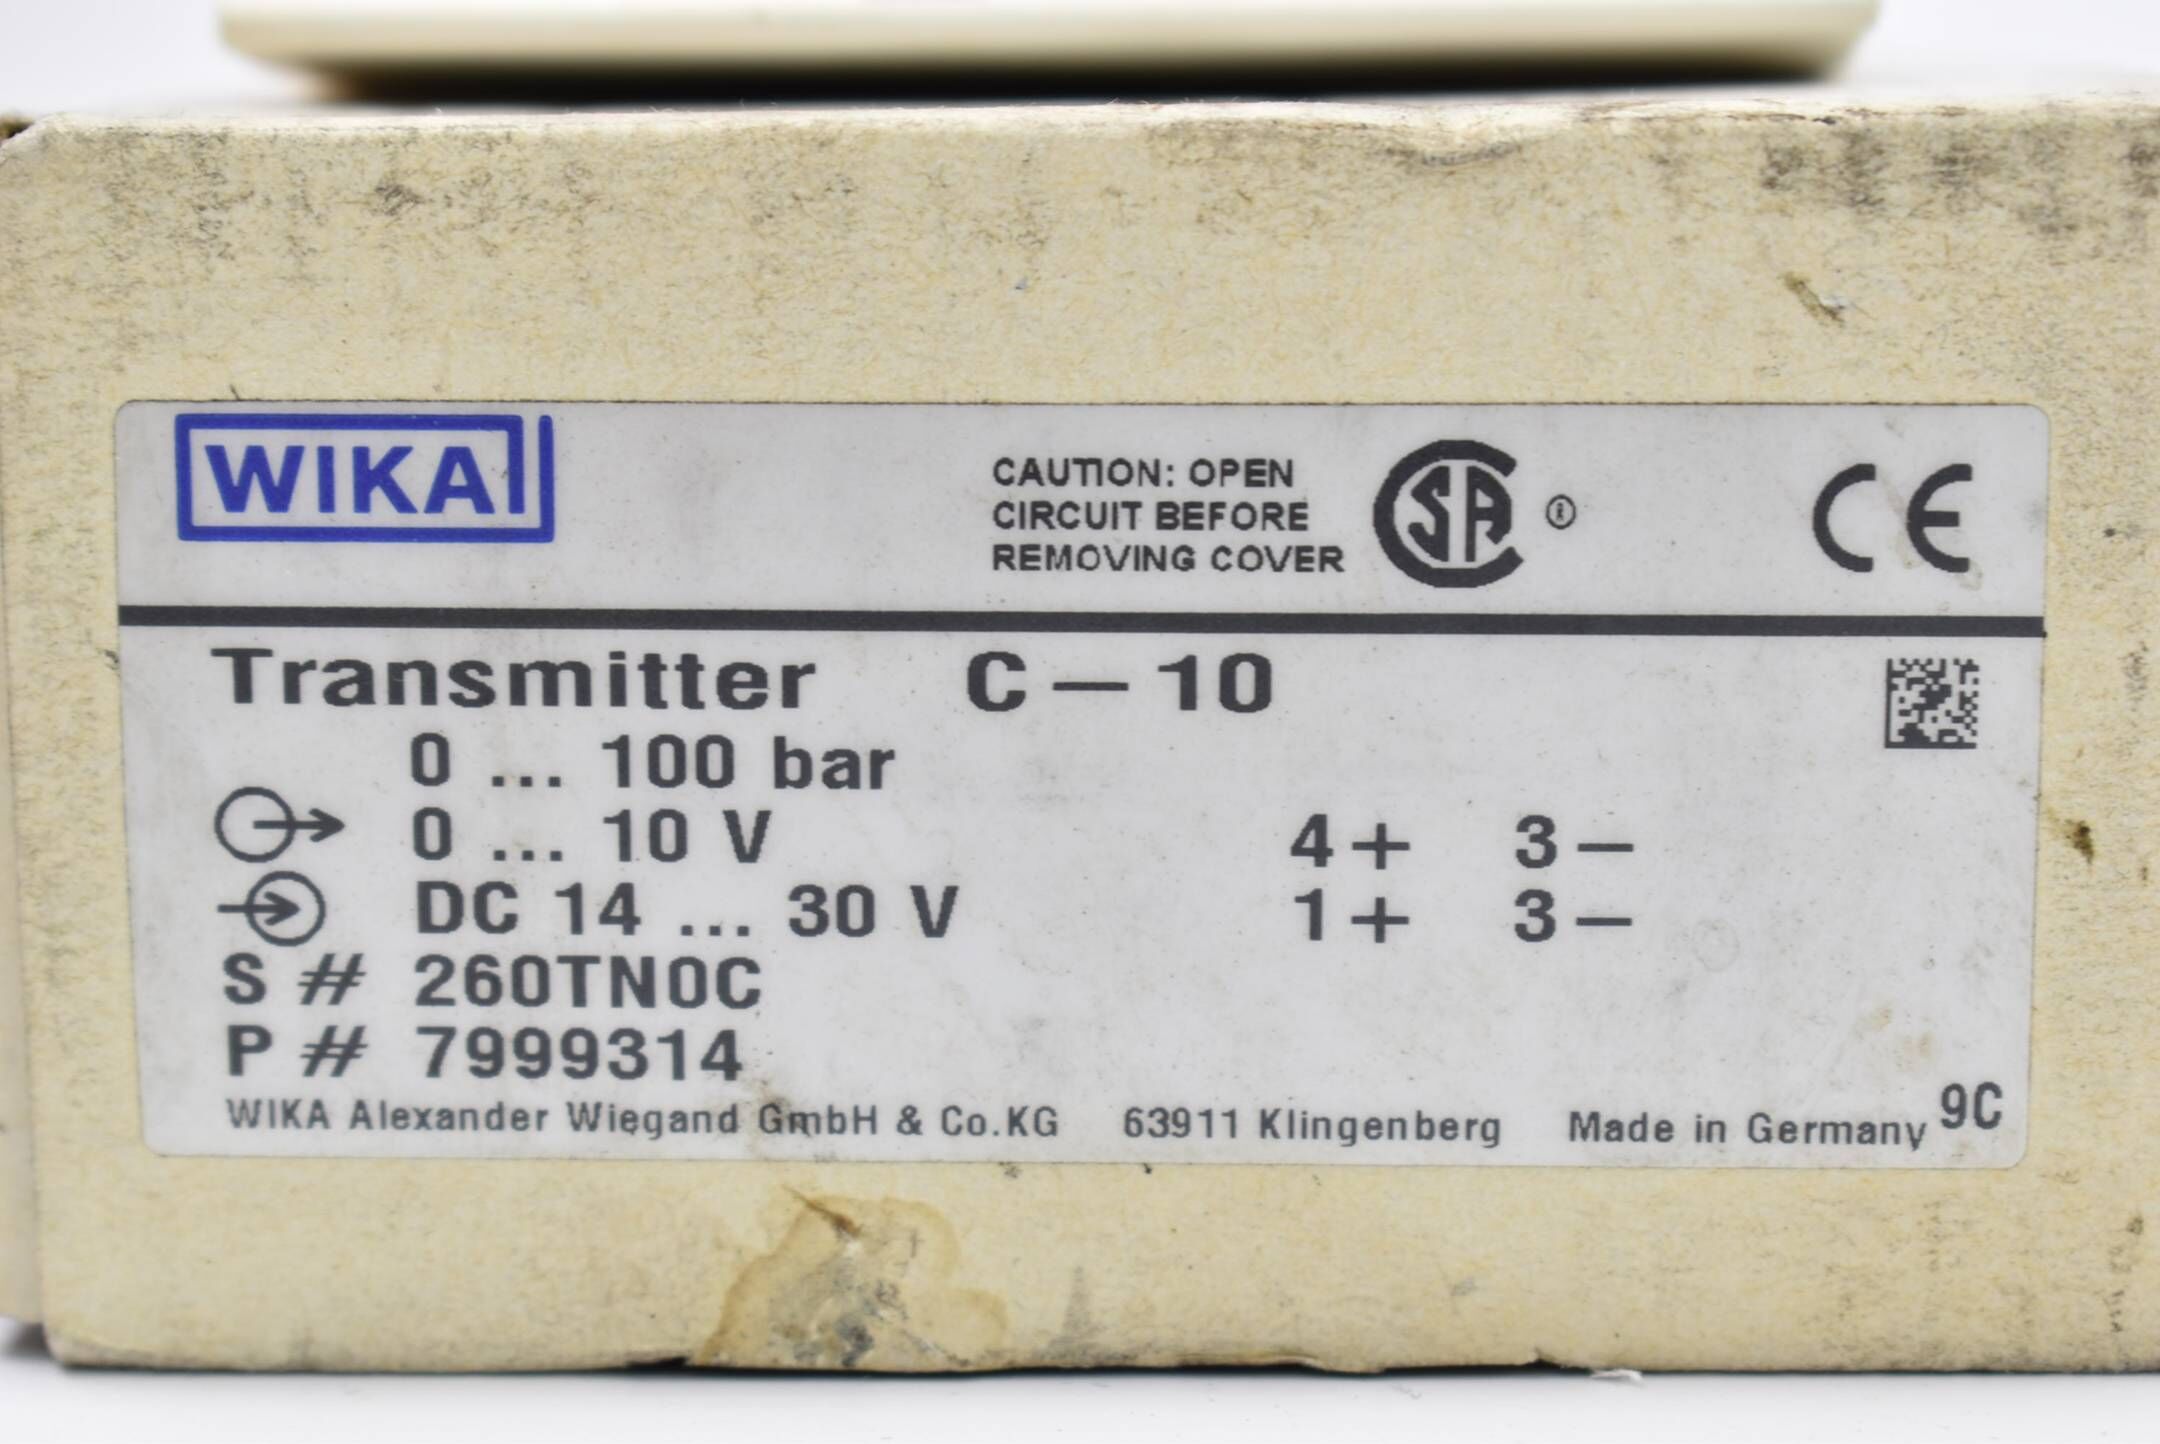 WIKA
CAUTION: OPEN
CIRCUIT BEFORE
REMOVING COVER
SA ®
CE
Transmitter C — 10
0 ... 100 bar
0 ... 10 V 4 + 3 −
DC 14 ... 30 V 1 + 3 −
S # 260TN0C
P # 7999314
WIKA Alexander Wiegand GmbH & Co.KG 63911 Klingenberg Made in Germany 9C